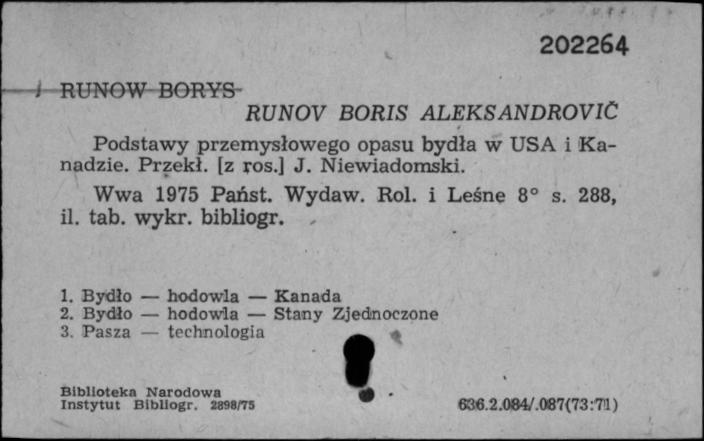 202264
RUNOW BORYS
RUNOV BORIS ALEKSANDROVIČ
Podstawy przemysłowego opasu bydła w USA i Ka-
nadzie. Przekł. [z ros.] J. Niewiadomski.
Wwa 1975 Państ. Wydaw. Rol. i Leśne 8° s. 288,
il. tab. wykr. bibliogr.
1. Bydło — hodowla — Kanada
2. Bydło — hodowla — Stany Zjednoczone
3. Pasza — technologia
Biblioteka Narodowa
Instytut Bibliogr. 2898/75
636.2.084/.087(73:71)